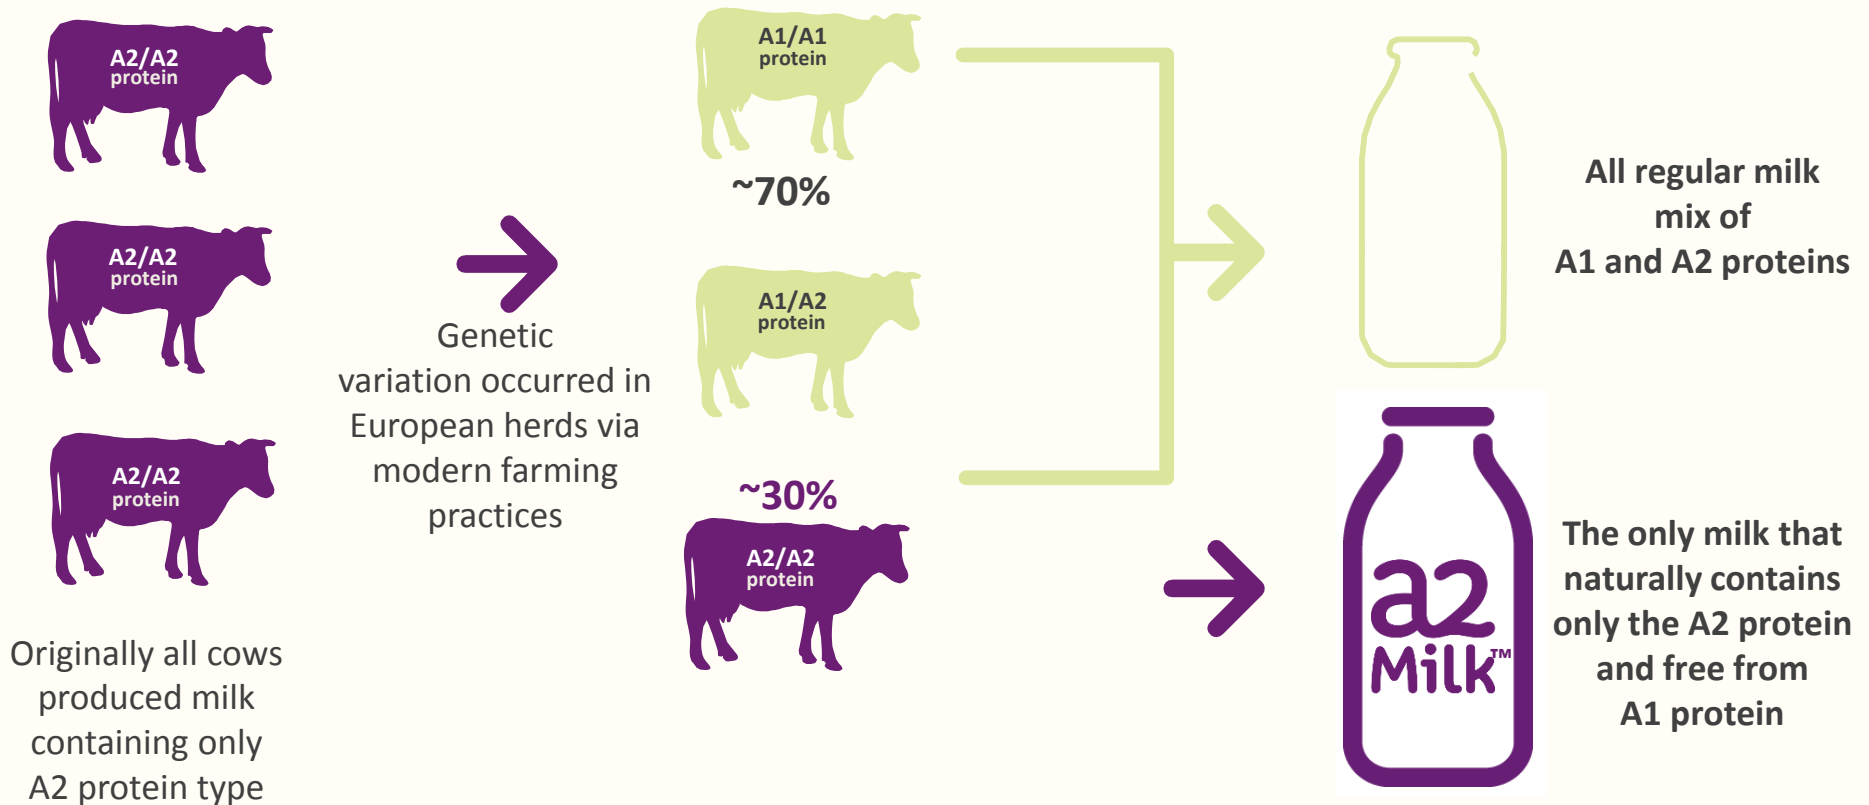 A2/A2
protein
A2/A2
protein
A2/A2
protein
Originally all cows
produced milk
containing only
A2 protein type
Genetic
variation occurred in
European herds via
modern farming
practices
A1/A1
protein
~70%
A1/A2
protein
~30%
A2/A2
protein
All regular milk
mix of
A1 and A2 proteins
a2
Milk™
The only milk that
naturally contains
only the A2 protein
and free from
A1 protein